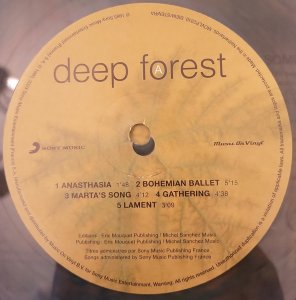 deep forest
A
SONY MUSIC
Music On Vinyl
1 ANASTHASIA 1'48 2 BOHEMIAN BALLET 5'15
3 MARTA'S SONG 4'12 4 GATHERING 4'38
5 LAMENT 3'09
Editions : Eric Mouquet Publishing / Michel Sanchez Music
Publishing : Eric Mouquet Publishing / Michel Sanchez Music
Titres administrés par Sony Music Publishing France
Songs administered by Sony Music Publishing France